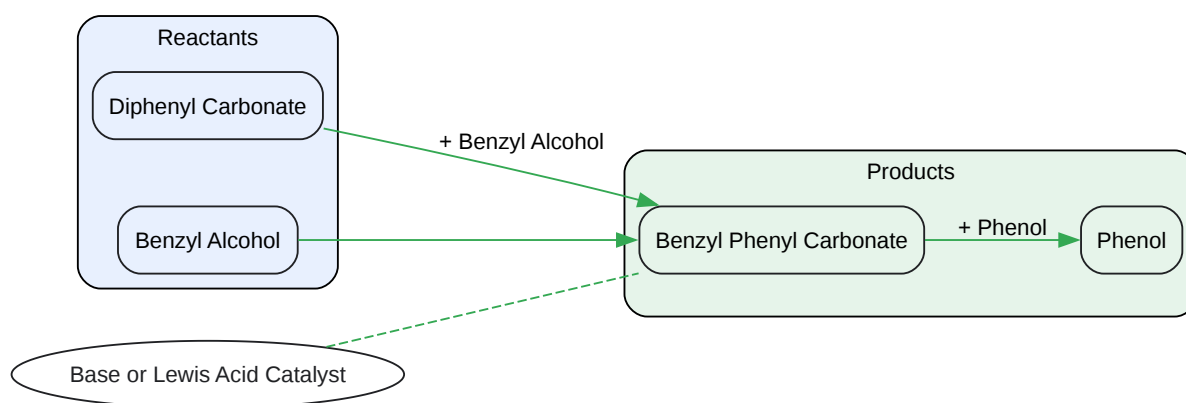 Reactants
Diphenyl Carbonate
+ Benzyl Alcohol
Products
Benzyl Alcohol
Benzyl Phenyl Carbonate
+ Phenol
Phenol
Base or Lewis Acid Catalyst